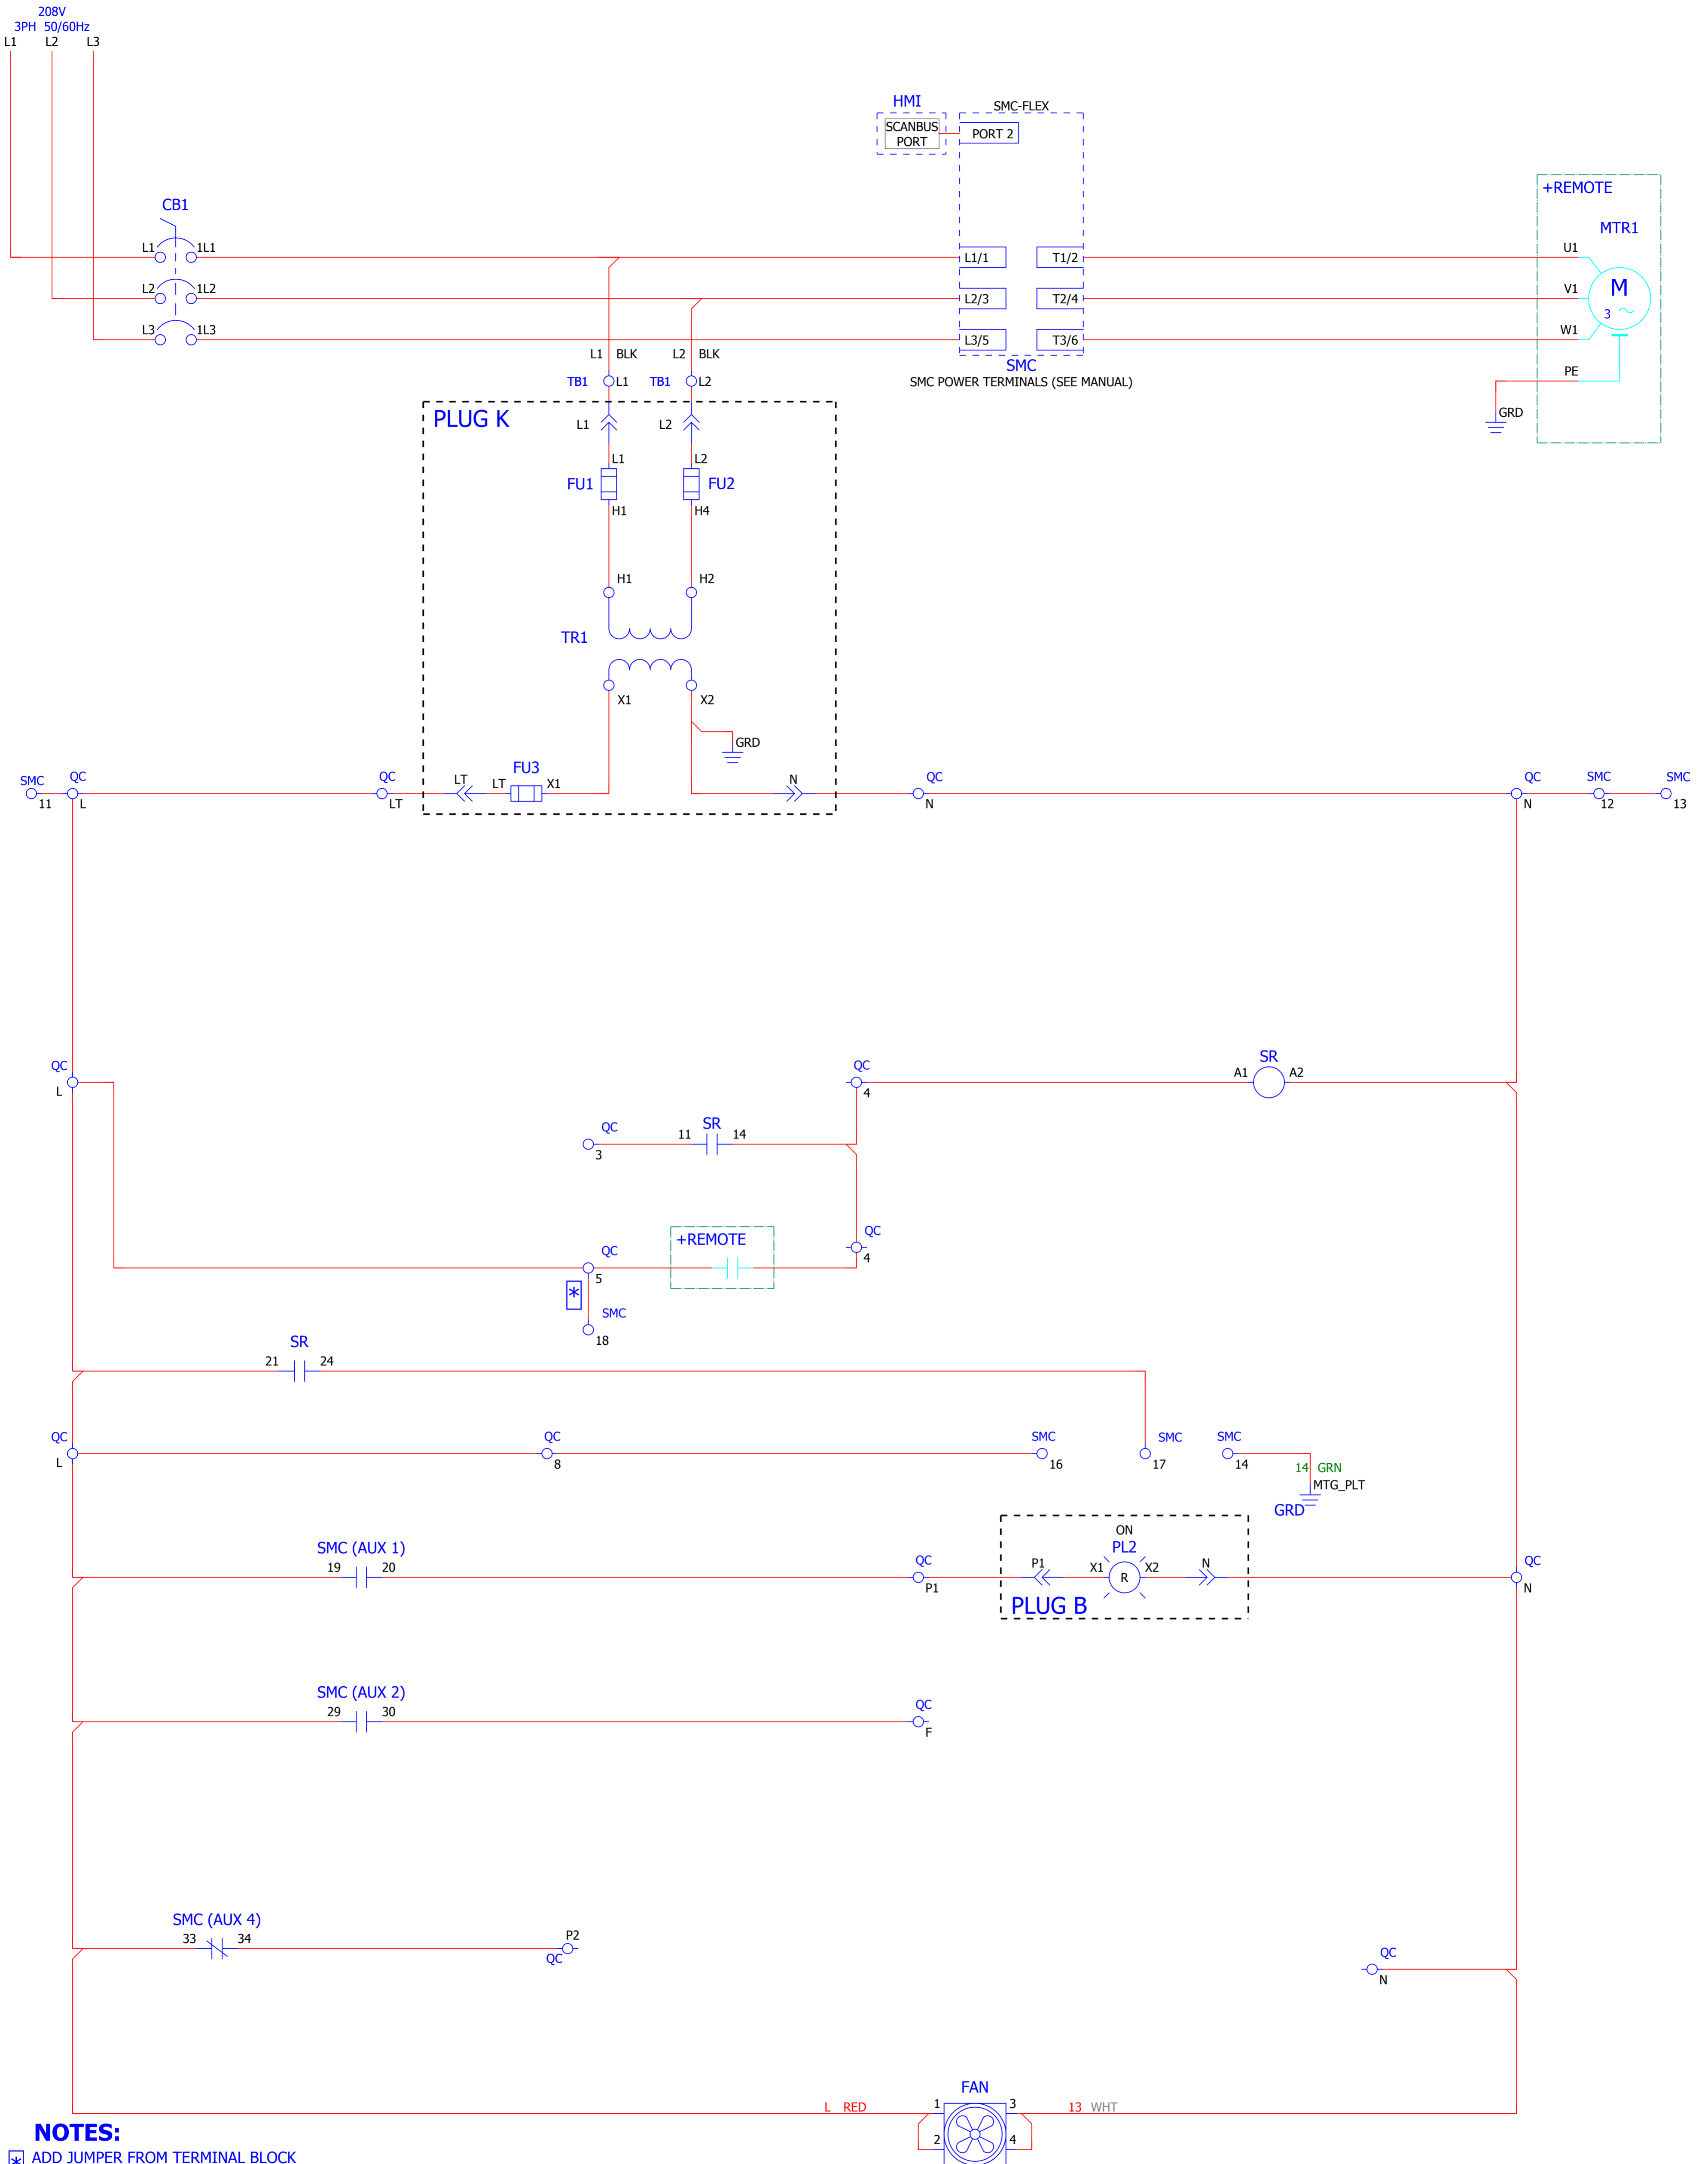 208V
3PH 50/60Hz
L1 L2 L3
HMI
SCANBUS
PORT
SMC-FLEX
PORT 2
+REMOTE
MTR1
CB1
L1 1L1
L1/1 T1/2
U1
L2 1L2
L2/3 T2/4
V1
M
3
L3 1L3
L3/5 T3/6
W1
L1 BLK L2 BLK
SMC
SMC POWER TERMINALS (SEE MANUAL)
PE
GRD
TB1 L1 TB1 L2
PLUG K
L1 L2
L1 L2
FU1 FU2
H1 H4
H1 H2
TR1
X1 X2
GRD
SMC QC QC LT LT FU3 X1 N QC QC SMC SMC
11 L LT N N 12 13
QC QC SR
L 4 A1 A2
QC SR
3 11 14
+REMOTE
QC QC
5 4
*
SMC
18
SR
21 24
QC QC SMC SMC SMC
L 8 16 17 14
14 GRN
MTG_PLT
GRD
ON
PL2
SMC (AUX 1)
19 20
QC P1 X1 R X2 N QC
P1 N
PLUG B
SMC (AUX 2)
29 30
QC
F
SMC (AUX 4)
33 34
P2
QC
QC
N
FAN
L RED 1 3 13 WHT
2 4
NOTES:
* ADD JUMPER FROM TERMINAL BLOCK